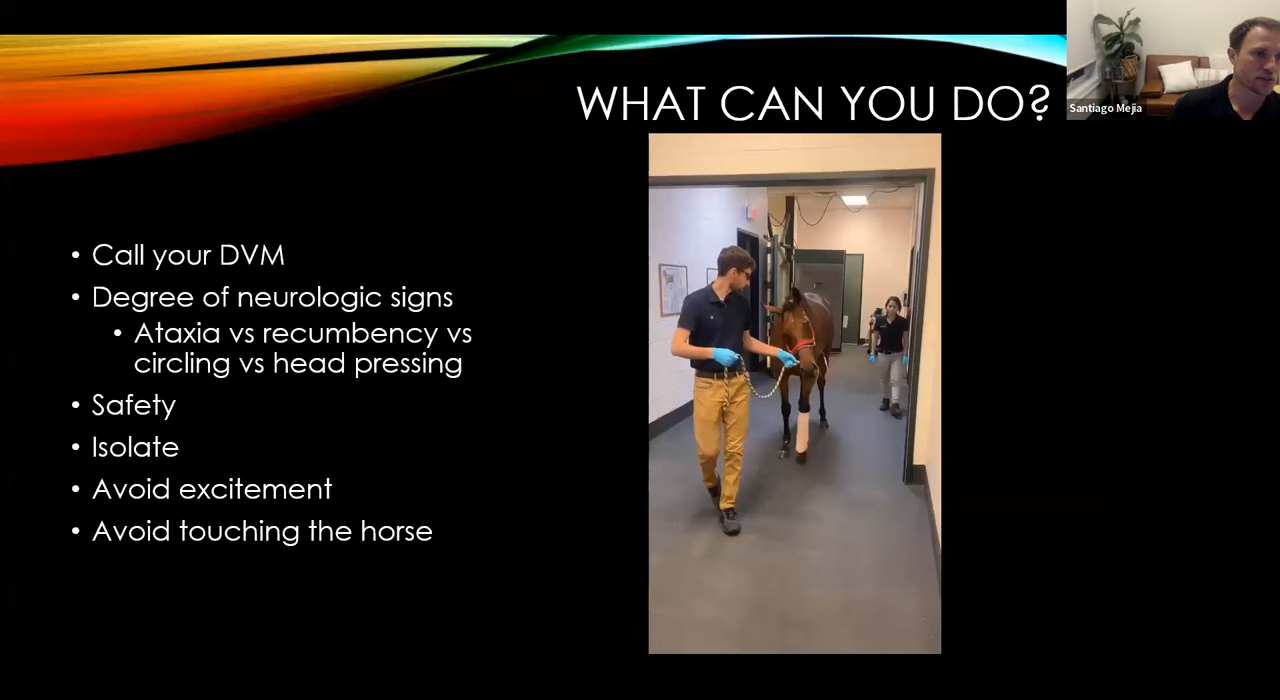 WHAT CAN YOU DO?
Santiago Mejia
• Call your DVM
• Degree of neurologic signs
• Ataxia vs recumbency vs
circling vs head pressing
• Safety
• Isolate
• Avoid excitement
• Avoid touching the horse